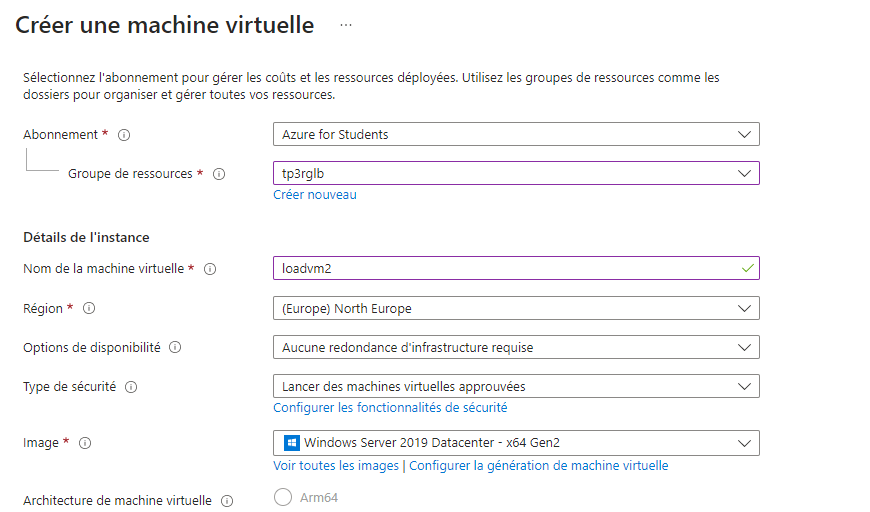 Créer une machine virtuelle ...
Sélectionnez l'abonnement pour gérer les coûts et les ressources déployées. Utilisez les groupes de ressources comme les
dossiers pour organiser et gérer toutes vos ressources.
Abonnement * Azure for Students
Groupe de ressources * tp3rglb
Créer nouveau
Détails de l'instance
Nom de la machine virtuelle * loadvm2
Région * (Europe) North Europe
Options de disponibilité Aucune redondance d'infrastructure requise
Type de sécurité Lancer des machines virtuelles approuvées
Configurer les fonctionnalités de sécurité
Image * Windows Server 2019 Datacenter - x64 Gen2
Voir toutes les images | Configurer la génération de machine virtuelle
Architecture de machine virtuelle Arm64